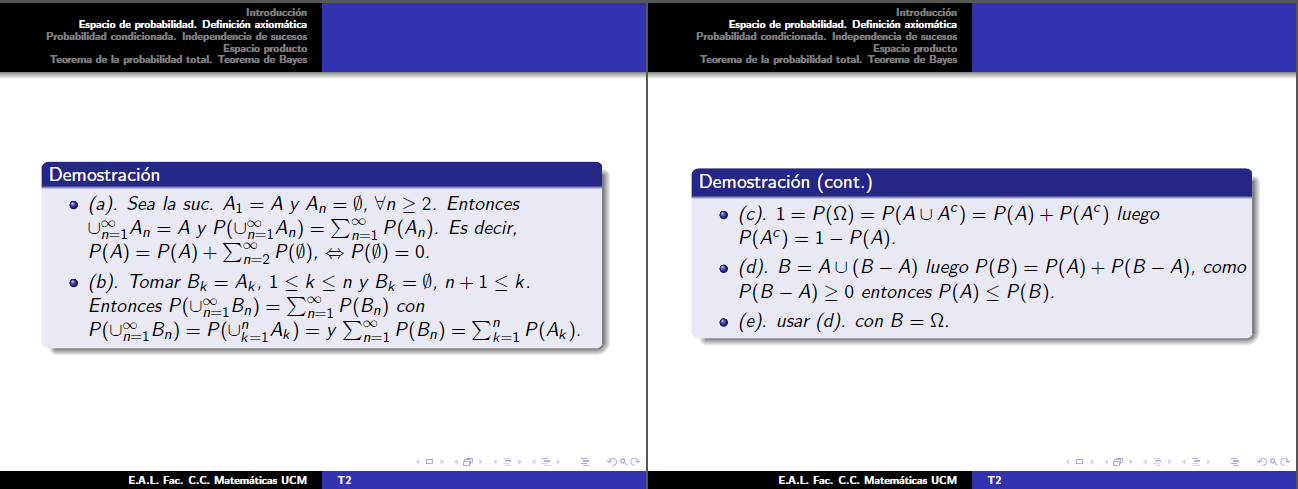 Introducción
Espacio de probabilidad. Definición axiomática
Probabilidad condicionada. Independencia de sucesos
Espacio producto
Teorema de la probabilidad total. Teorema de Bayes
Demostración
(a). Sea la suc. A₁ = A y Aₙ = ∅, ∀n ≥ 2. Entonces
∪_{n=1}^{∞} Aₙ = A y P(∪_{n=1}^{∞} Aₙ) = ∑_{n=1}^{∞} P(Aₙ). Es decir,
P(A) = P(A) + ∑_{n=2}^{∞} P(∅), ⇔ P(∅) = 0.
(b). Tomar Bₖ = Aₖ, 1 ≤ k ≤ n y Bₖ = ∅, n + 1 ≤ k.
Entonces P(∪_{n=1}^{∞} Bₙ) = ∑_{n=1}^{∞} P(Bₙ) con
P(∪_{n=1}^{∞} Bₙ) = P(∪_{k=1}^{n} Aₖ) = y ∑_{n=1}^{∞} P(Bₙ) = ∑_{k=1}^{n} P(Aₖ).
E.A.L. Fac. C.C. Matemáticas UCM T2
Introducción
Espacio de probabilidad. Definición axiomática
Probabilidad condicionada. Independencia de sucesos
Espacio producto
Teorema de la probabilidad total. Teorema de Bayes
Demostración (cont.)
(c). 1 = P(Ω) = P(A ∪ Aᶜ) = P(A) + P(Aᶜ) luego
P(Aᶜ) = 1 − P(A).
(d). B = A ∪ (B − A) luego P(B) = P(A) + P(B − A), como
P(B − A) ≥ 0 entonces P(A) ≤ P(B).
(e). usar (d). con B = Ω.
E.A.L. Fac. C.C. Matemáticas UCM T2